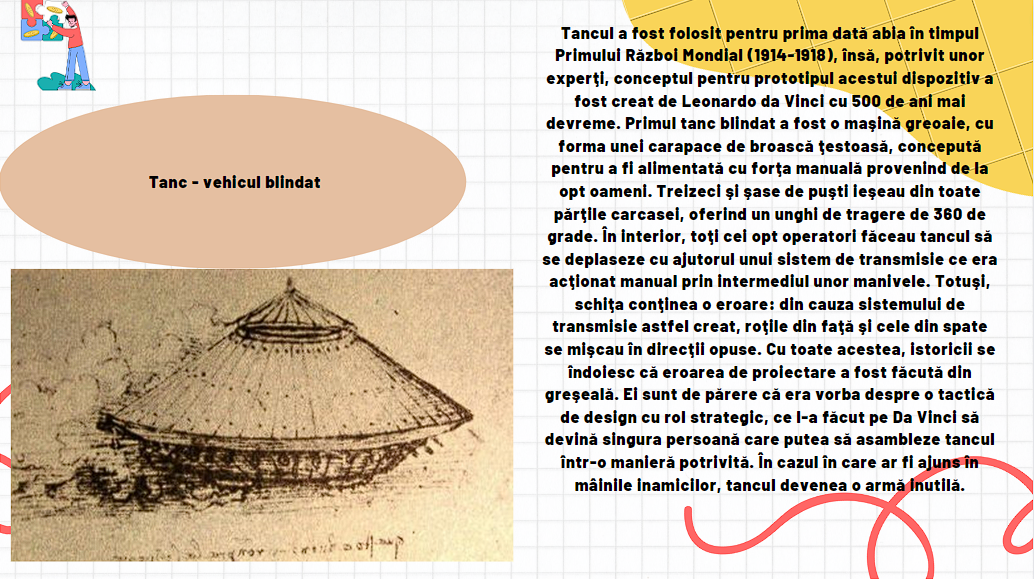 Tanc - vehicul blindat
Tancul a fost folosit pentru prima dată abia în timpul
Primului Război Mondial (1914-1918), însă, potrivit unor
experți, conceptul pentru prototipul acestui dispozitiv a
fost creat de Leonardo da Vinci cu 500 de ani mai
devreme. Primul tanc blindat a fost o mașină greoaie, cu
forma unei carapace de broască țestoasă, concepută
pentru a fi alimentată cu forța manuală provenind de la
opt oameni. Treizeci și șase de puști ieșeau din toate
părțile carcasei, oferind un unghi de tragere de 360 de
grade. În interior, toți cei opt operatori făceau tancul să
se deplaseze cu ajutorul unui sistem de transmisie ce era
acționat manual prin intermediul unor manivele. Totuși,
schița conținea o eroare: din cauza sistemului de
transmisie astfel creat, roțile din față și cele din spate
se mișcau în direcții opuse. Cu toate acestea, istoricii se
îndoiesc că eroarea de proiectare a fost făcută din
greșeală. Ei sunt de părere că era vorba despre o tactică
de design cu rol strategic, ce l-a făcut pe Da Vinci să
devină singura persoană care putea să asambleze tancul
într-o manieră potrivită. În cazul în care ar fi ajuns în
mâinile inamicilor, tancul devenea o armă inutilă.